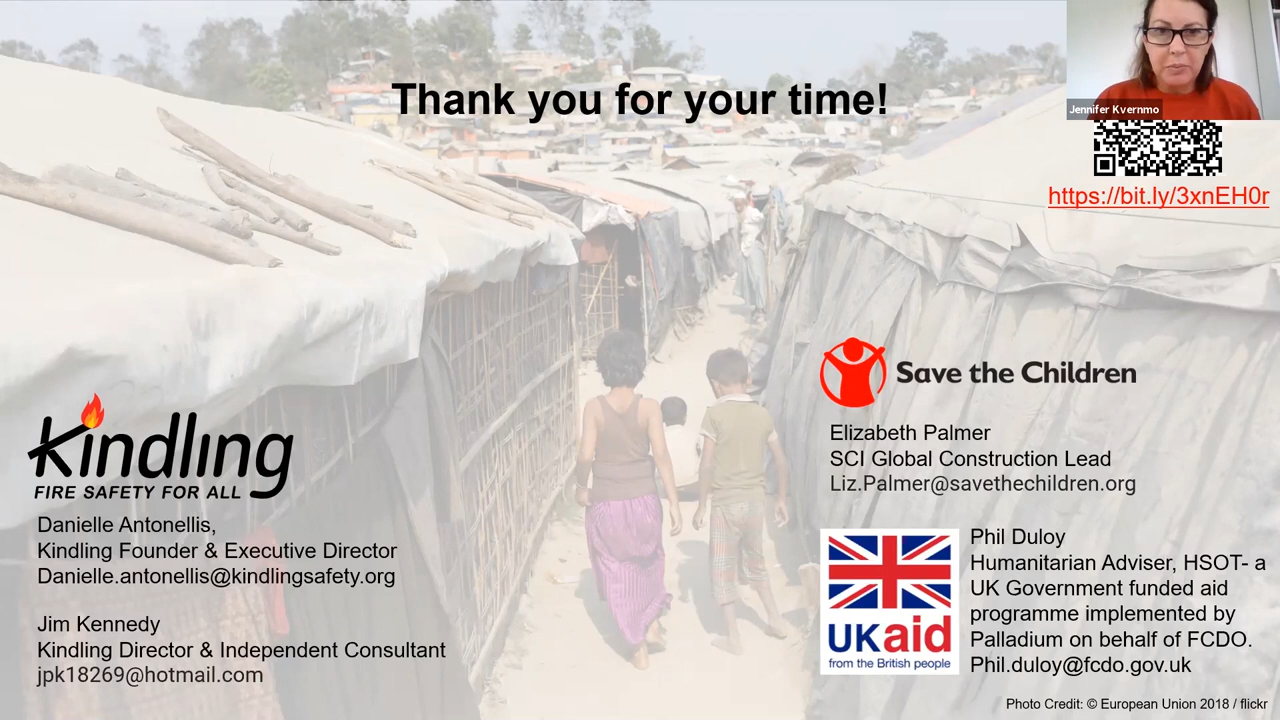 Thank you for your time!
Jennifer Kvernmo
https://bit.ly/3xnEH0r
Kindling
FIRE SAFETY FOR ALL
Danielle Antonellis,
Kindling Founder & Executive Director
Danielle.antonellis@kindlingsafety.org
Jim Kennedy
Kindling Director & Independent Consultant
jpk18269@hotmail.com
Save the Children
Elizabeth Palmer
SCI Global Construction Lead
Liz.Palmer@savethechildren.org
UKaid
from the British people
Phil Duloy
Humanitarian Adviser, HSOT- a
UK Government funded aid
programme implemented by
Palladium on behalf of FCDO.
Phil.duloy@fcdo.gov.uk
Photo Credit: © European Union 2018 / flickr